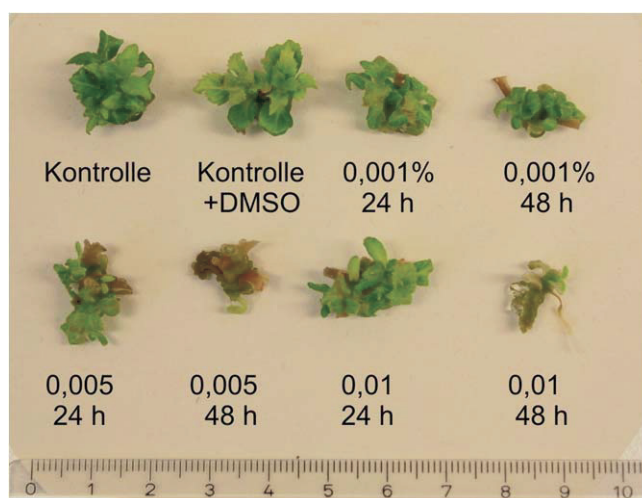 Kontrolle
Kontrolle
+DMSO
0,001%
24 h
0,001%
48 h
0,005
24 h
0,005
48 h
0,01
24 h
0,01
48 h
0 1 2 3 4 5 6 7 8 9 10